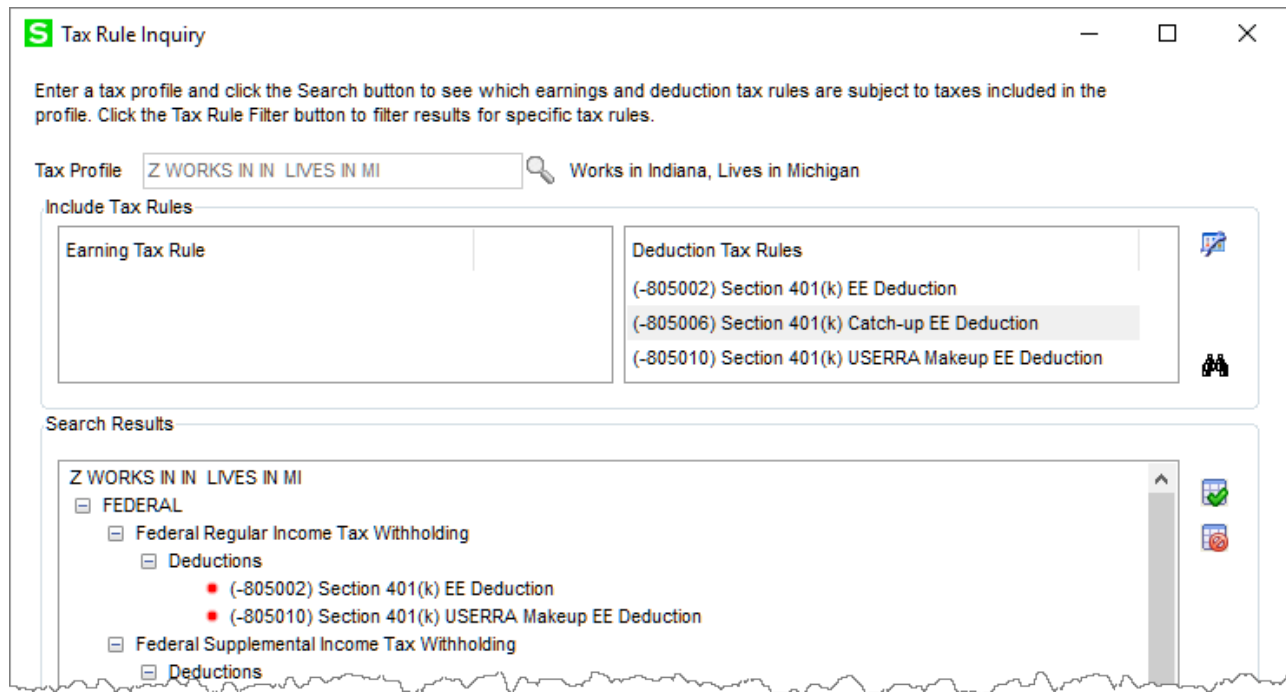 S Tax Rule Inquiry
Enter a tax profile and click the Search button to see which earnings and deduction tax rules are subject to taxes included in the
profile. Click the Tax Rule Filter button to filter results for specific tax rules.
Tax Profile Z WORKS IN IN  LIVES IN MI Works in Indiana, Lives in Michigan
Include Tax Rules
Earning Tax Rule
Deduction Tax Rules
(-805002) Section 401(k) EE Deduction
(-805006) Section 401(k) Catch-up EE Deduction
(-805010) Section 401(k) USERRA Makeup EE Deduction
Search Results
Z WORKS IN IN  LIVES IN MI
FEDERAL
Federal Regular Income Tax Withholding
Deductions
(-805002) Section 401(k) EE Deduction
(-805010) Section 401(k) USERRA Makeup EE Deduction
Federal Supplemental Income Tax Withholding
Deductions